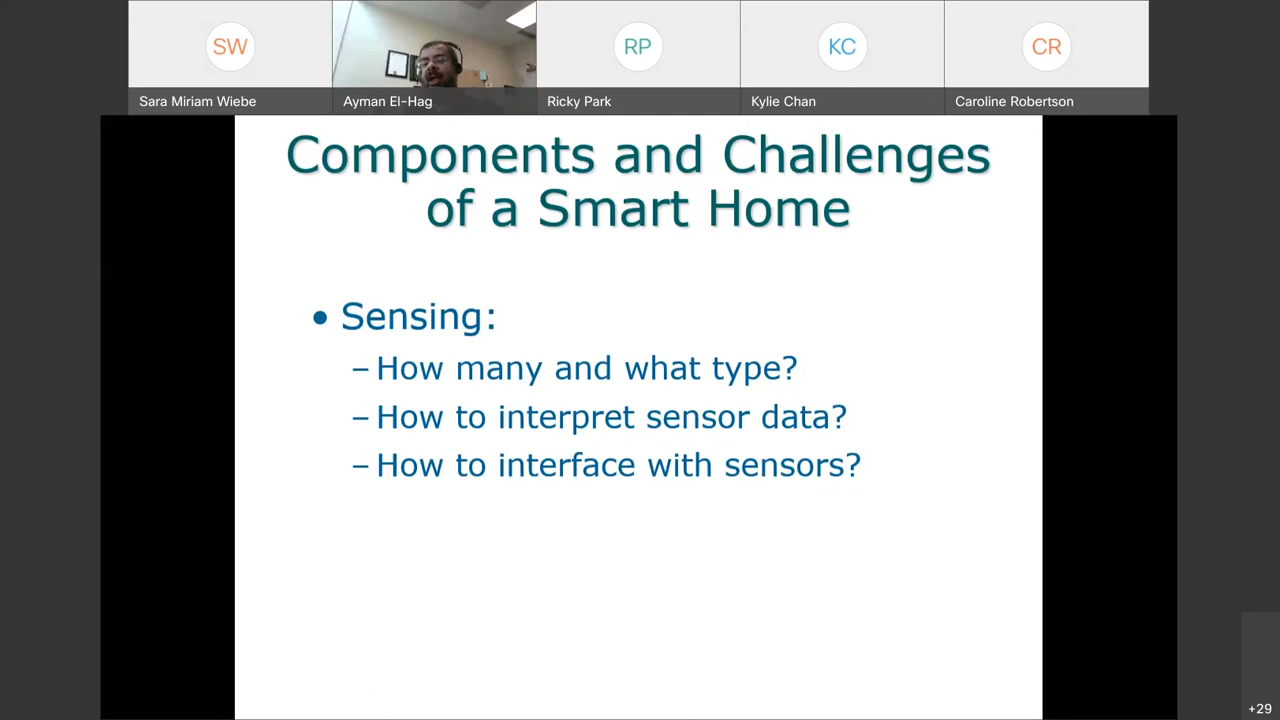 SW
RP
KC
CR
Sara Miriam Wiebe
Ayman El-Hag
Ricky Park
Kylie Chan
Caroline Robertson
Components and Challenges
of a Smart Home
• Sensing:
– How many and what type?
– How to interpret sensor data?
– How to interface with sensors?
+29